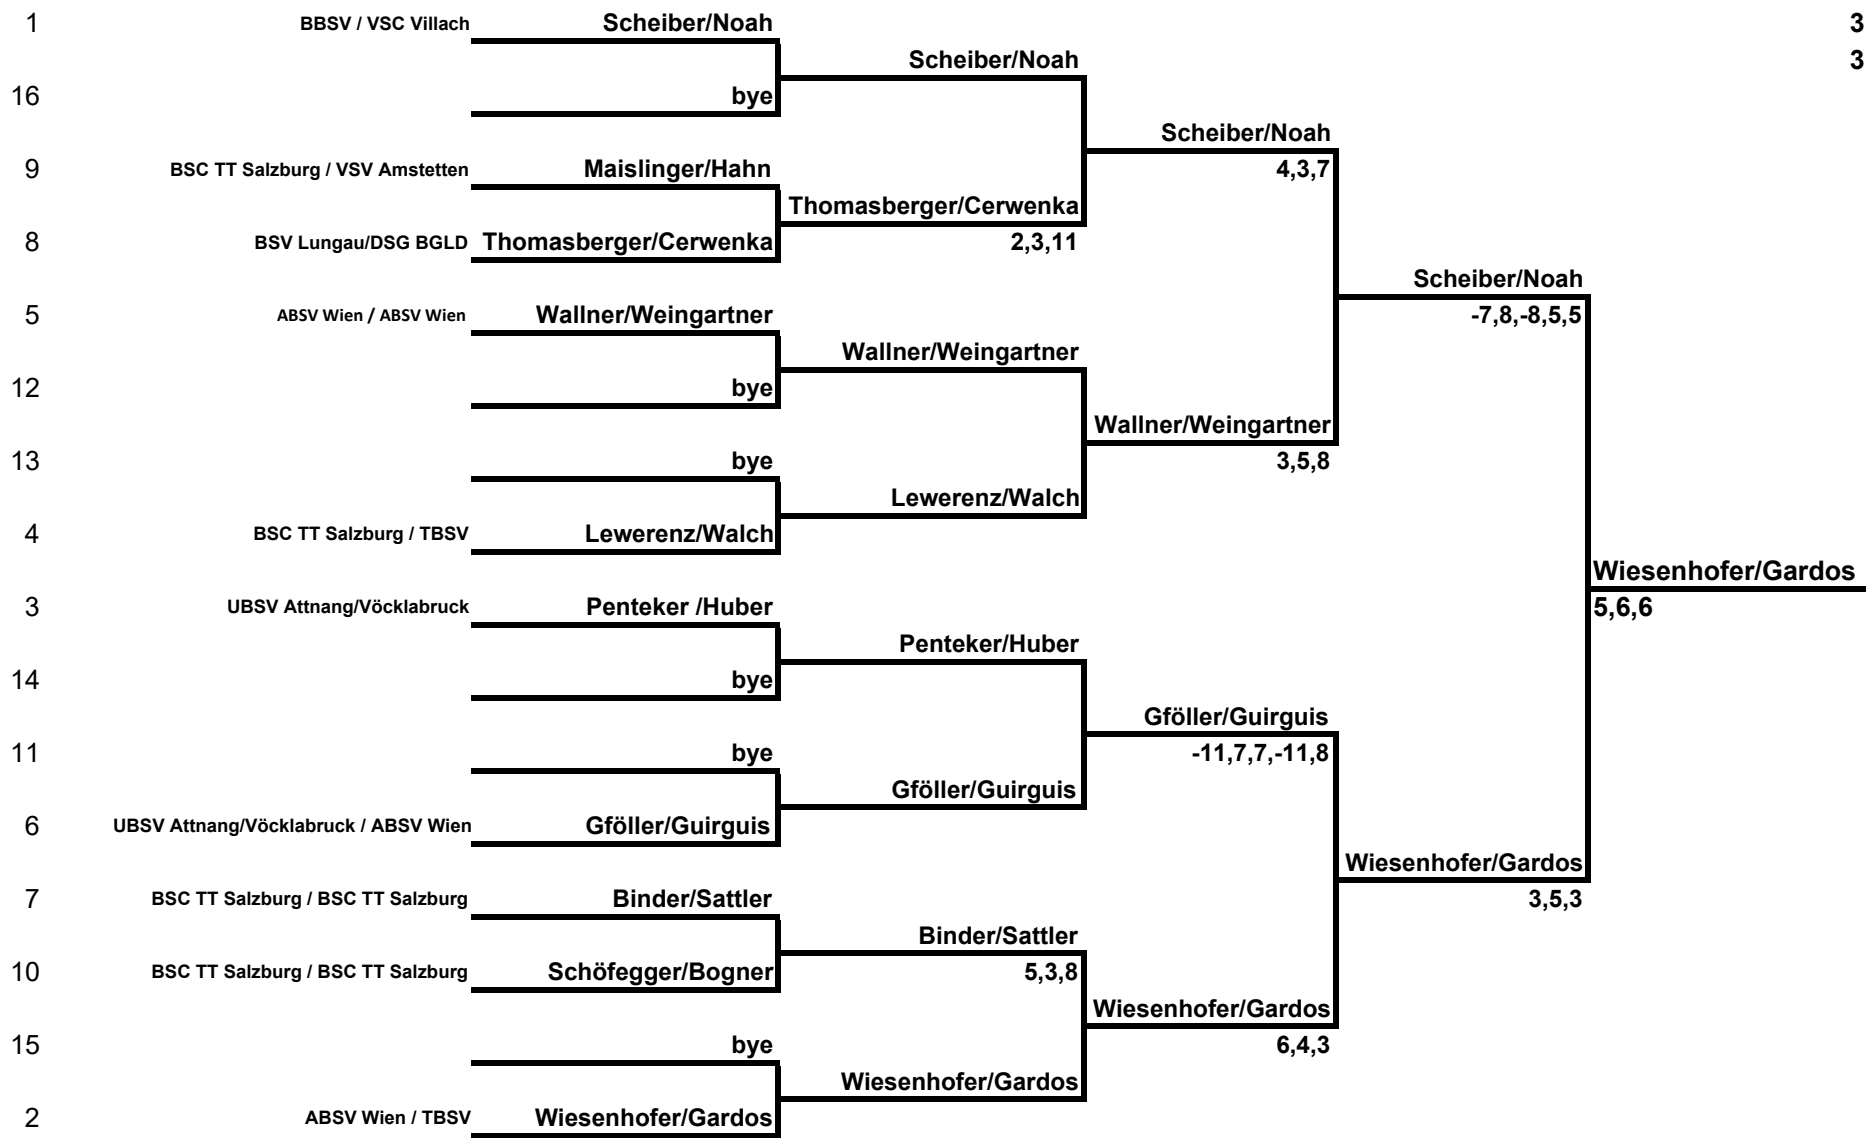 1 BBSV / VSC Villach Scheiber/Noah 3
Scheiber/Noah 3
16 bye
Scheiber/Noah
9 BSC TT Salzburg / VSV Amstetten Maislinger/Hahn 4,3,7
Thomasberger/Cerwenka
8 BSV Lungau/DSG BGLD Thomasberger/Cerwenka 2,3,11
Scheiber/Noah
5 ABSV Wien / ABSV Wien Wallner/Weingartner -7,8,-8,5,5
Wallner/Weingartner
12 bye
Wallner/Weingartner
13 bye 3,5,8
Lewerenz/Walch
4 BSC TT Salzburg / TBSV Lewerenz/Walch
Wiesenhofer/Gardos
3 UBSV Attnang/Vöcklabruck Penteker /Huber 5,6,6
Penteker/Huber
14 bye
Gföller/Guirguis
11 bye -11,7,7,-11,8
Gföller/Guirguis
6 UBSV Attnang/Vöcklabruck / ABSV Wien Gföller/Guirguis
Wiesenhofer/Gardos
7 BSC TT Salzburg / BSC TT Salzburg Binder/Sattler 3,5,3
Binder/Sattler
10 BSC TT Salzburg / BSC TT Salzburg Schöfegger/Bogner 5,3,8
Wiesenhofer/Gardos
15 bye 6,4,3
Wiesenhofer/Gardos
2 ABSV Wien / TBSV Wiesenhofer/Gardos